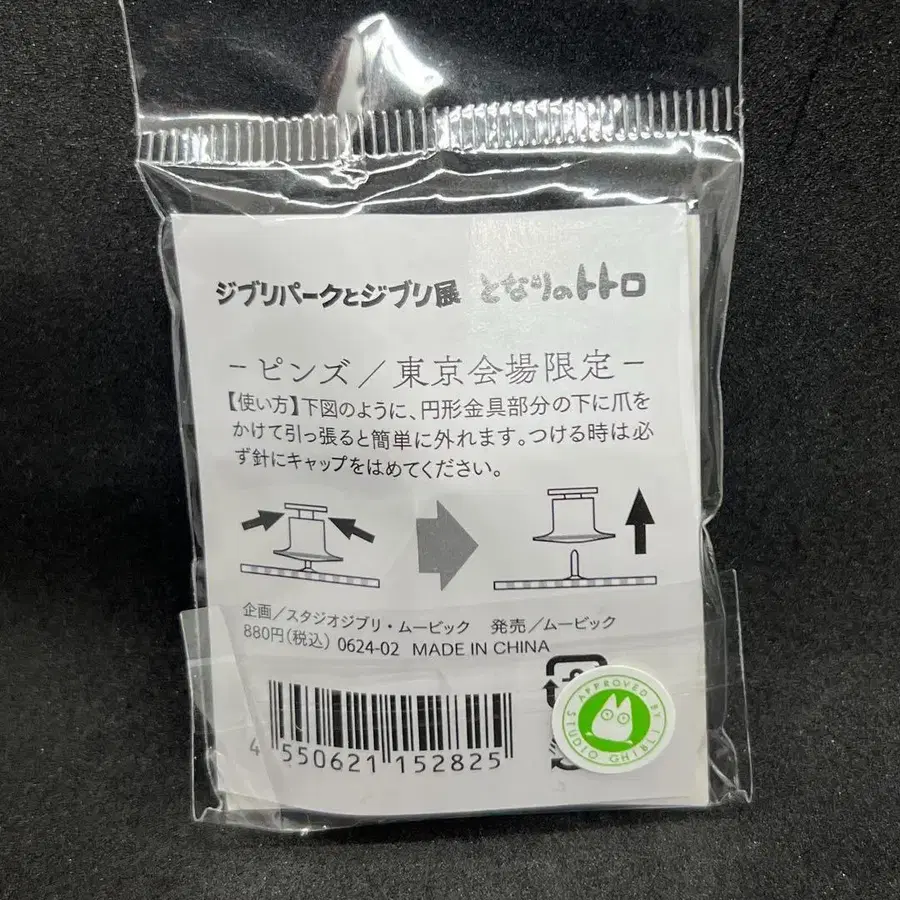 ジブリパークとジブリ展 となりのトトロ
－ピンズ／東京会場限定－
【使い方】下図のように、円形金具部分の下に爪を
かけて引っ張ると簡単に外れます。つける時は必
ず針にキャップをはめてください。
企画／スタジオジブリ・ムービック 発売／ムービック
880円(税込) 0624-02 MADE IN CHINA
4 550621 152825
APPROVED BY STUDIO GHIBLI